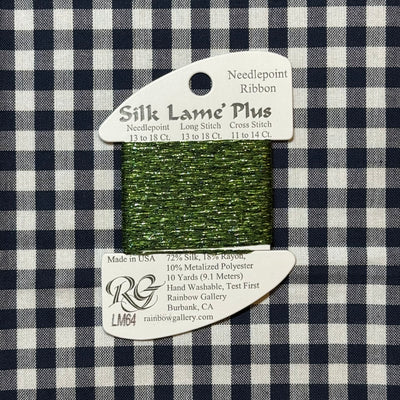 Needlepoint
Ribbon
Silk Lamé Plus
Needlepoint Long Stitch Cross Stitch
13 to 18 Ct. 13 to 18 Ct. 11 to 14 Ct.
Made in USA 72% Silk, 18% Rayon,
10% Metalized Polyester
10 Yards (9.1 Meters)
Hand Washable, Test First
Rainbow Gallery
Burbank, CA
rainbowgallery.com
RG
LM64